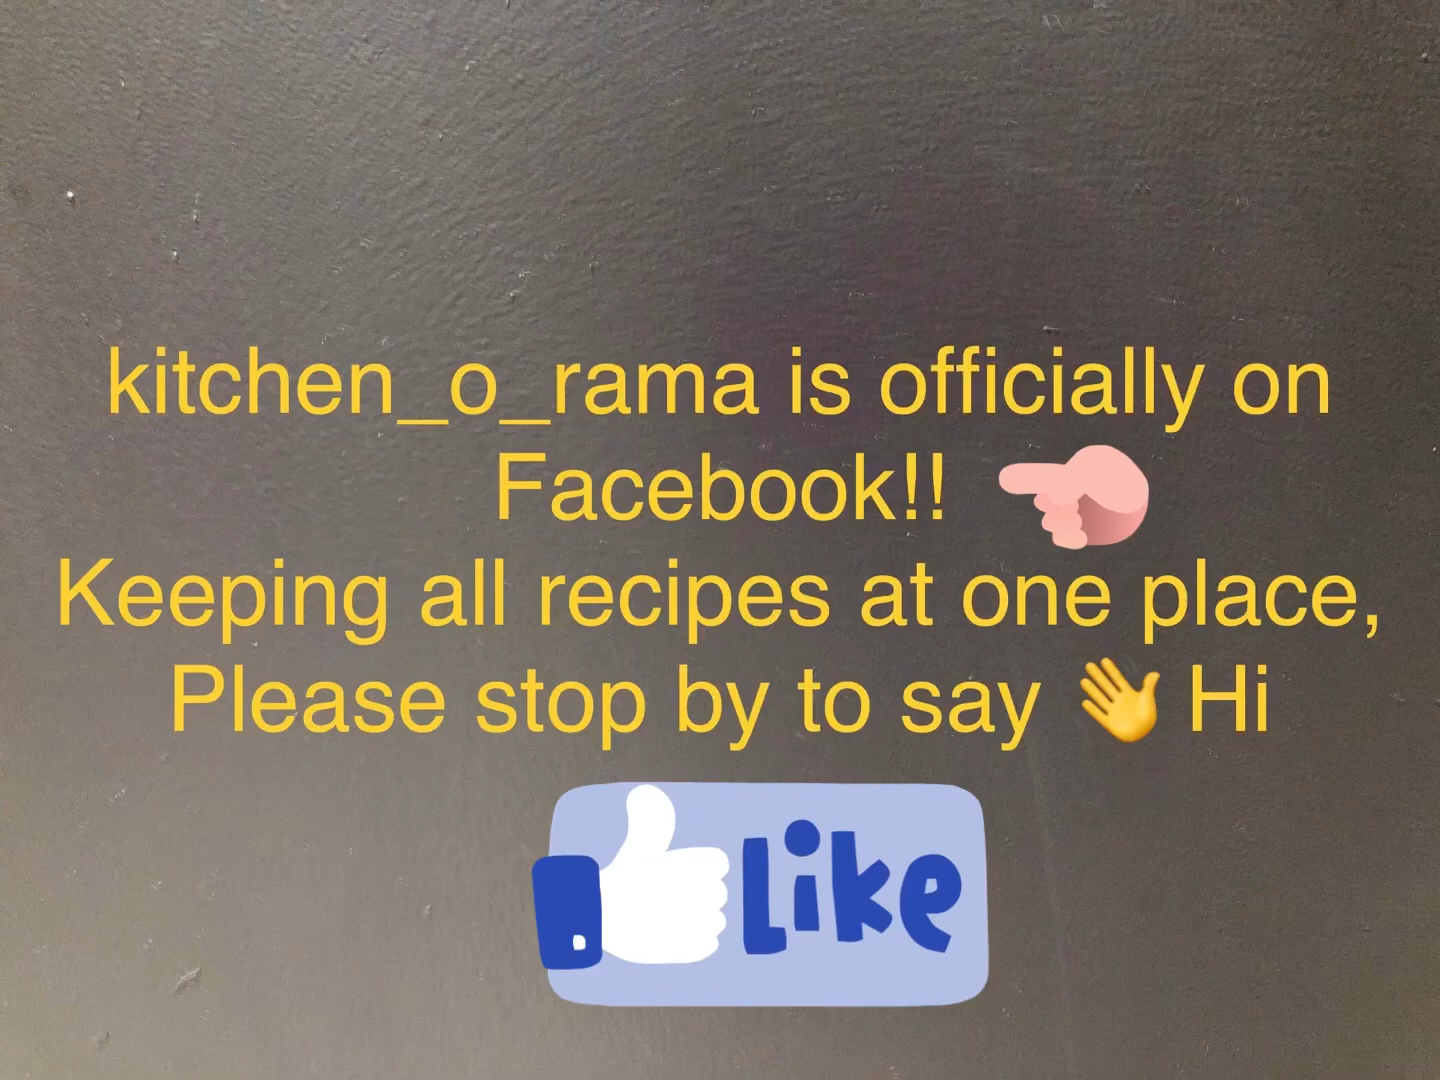 kitchen_o_rama is officially on
Facebook!!
Keeping all recipes at one place,
Please stop by to say 👋 Hi
Like